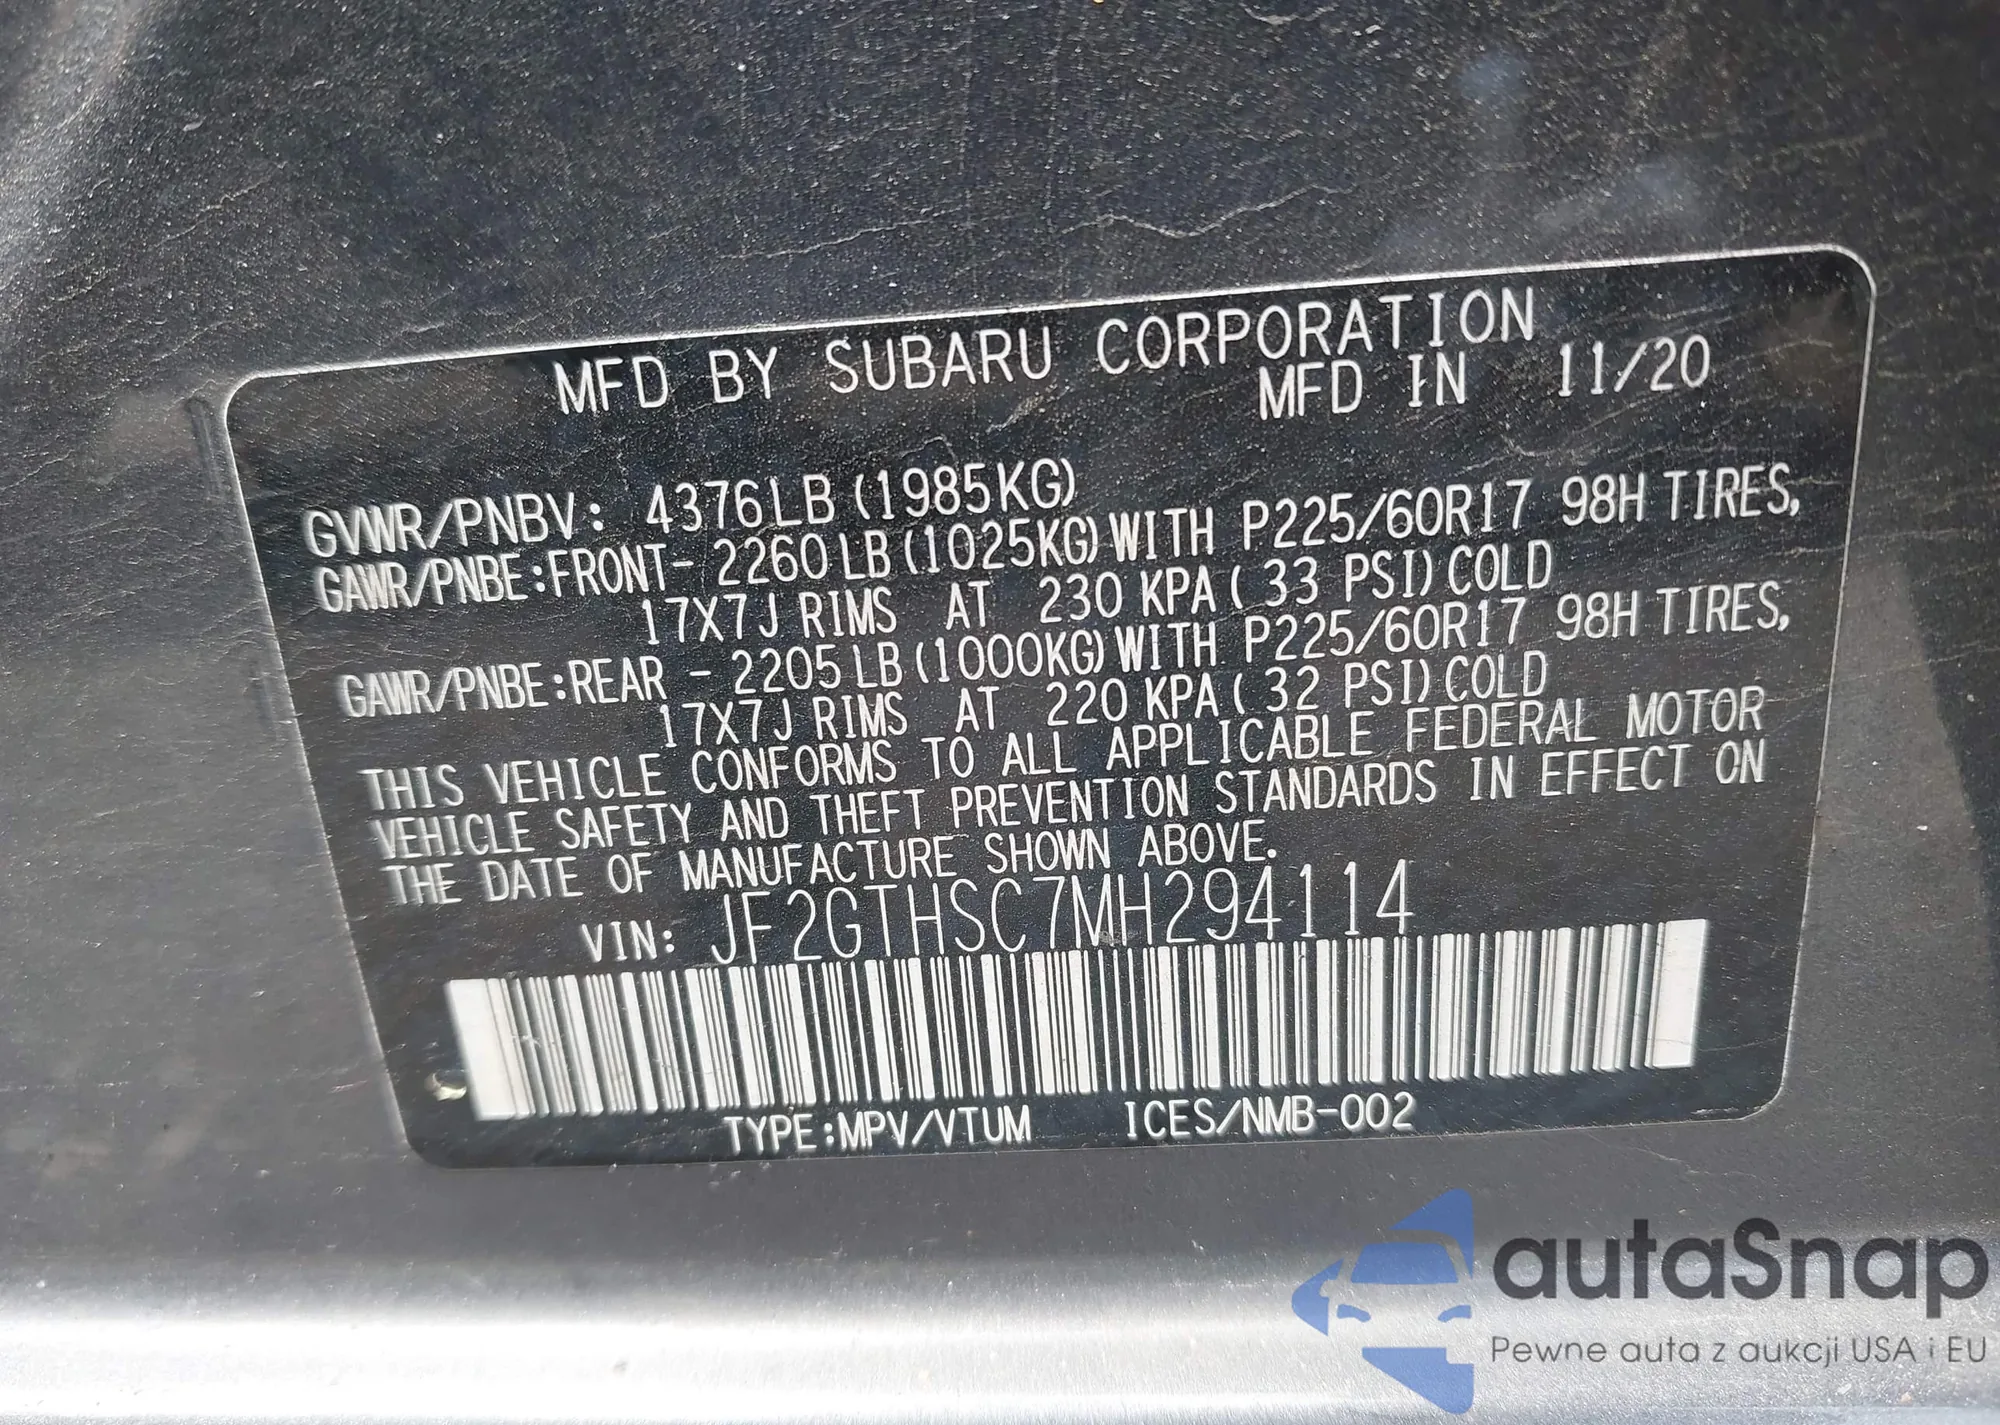 MFD BY SUBARU CORPORATION
MFD IN 11/20
GVWR/PNBV: 4376LB (1985KG)
GAWR/PNBE:FRONT- 2260LB (1025KG) WITH P225/60R17 98H TIRES,
17X7J RIMS AT 230 KPA ( 33 PSI) COLD
GAWR/PNBE:REAR - 2205LB (1000KG) WITH P225/60R17 98H TIRES,
17X7J RIMS AT 220 KPA ( 32 PSI) COLD
THIS VEHICLE CONFORMS TO ALL APPLICABLE FEDERAL MOTOR
VEHICLE SAFETY AND THEFT PREVENTION STANDARDS IN EFFECT ON
THE DATE OF MANUFACTURE SHOWN ABOVE.
VIN: JF2GTHSC7MH294114
TYPE:MPV/VTUM ICES/NMB-002
autaSnap
Pewne auta z aukcji USA i EU